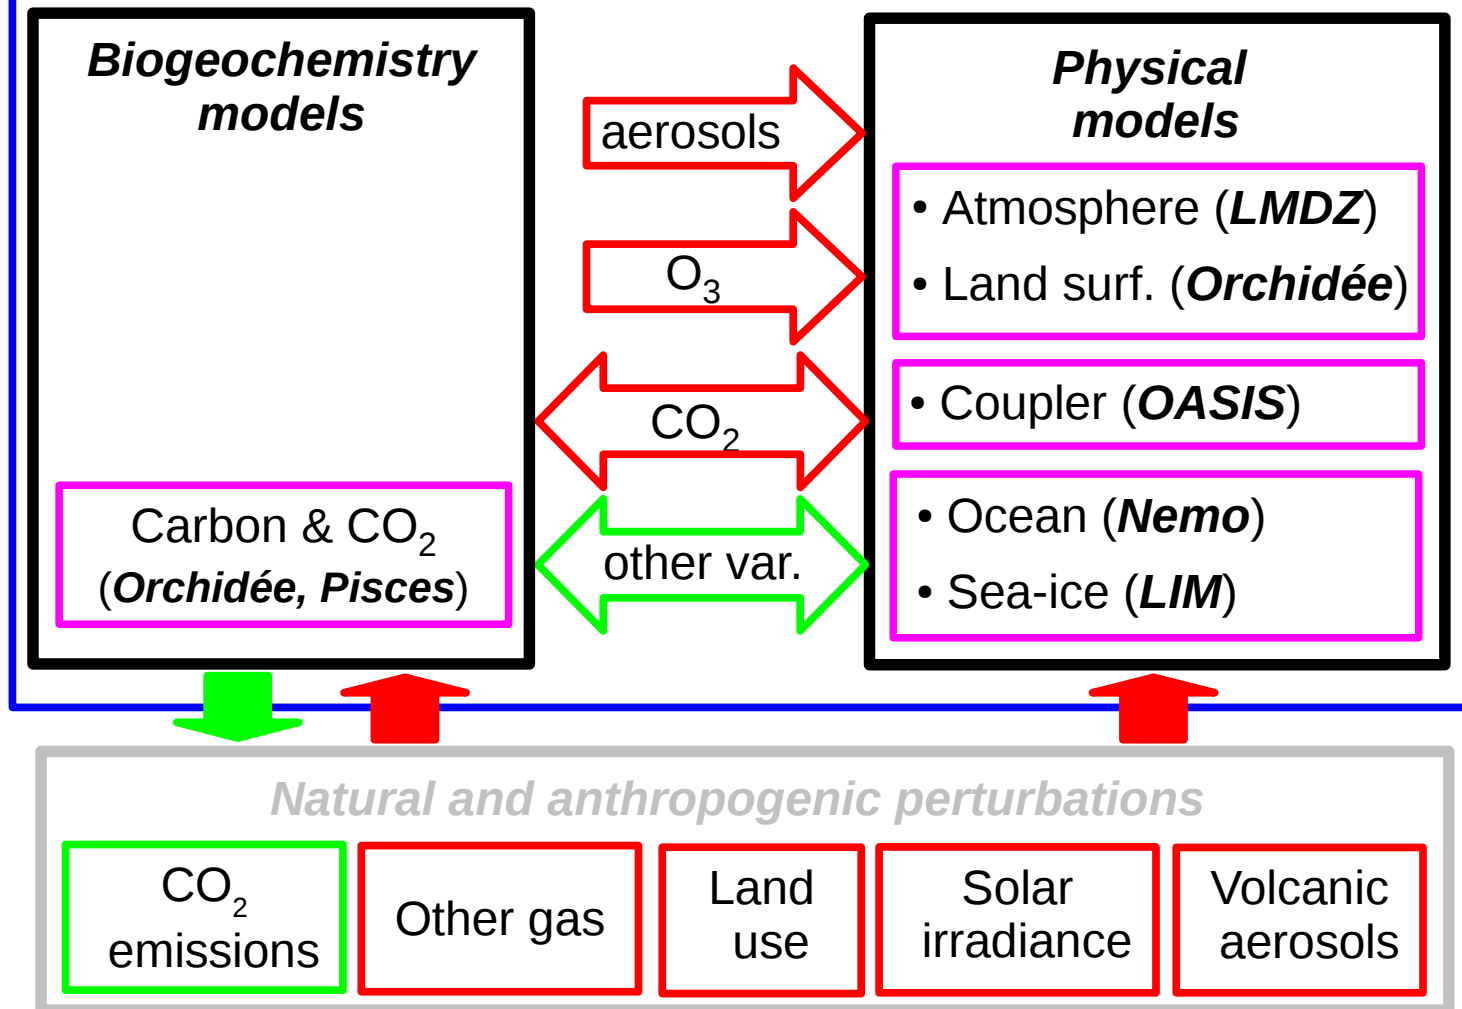 Biogeochemistry
models
Carbon & CO₂
(Orchidée, Pisces)
aerosols
O₃
CO₂
other var.
Physical
models
• Atmosphere (LMDZ)
• Land surf. (Orchidée)
• Coupler (OASIS)
• Ocean (Nemo)
• Sea-ice (LIM)
Natural and anthropogenic perturbations
CO₂
emissions
Other gas
Land
use
Solar
irradiance
Volcanic
aerosols